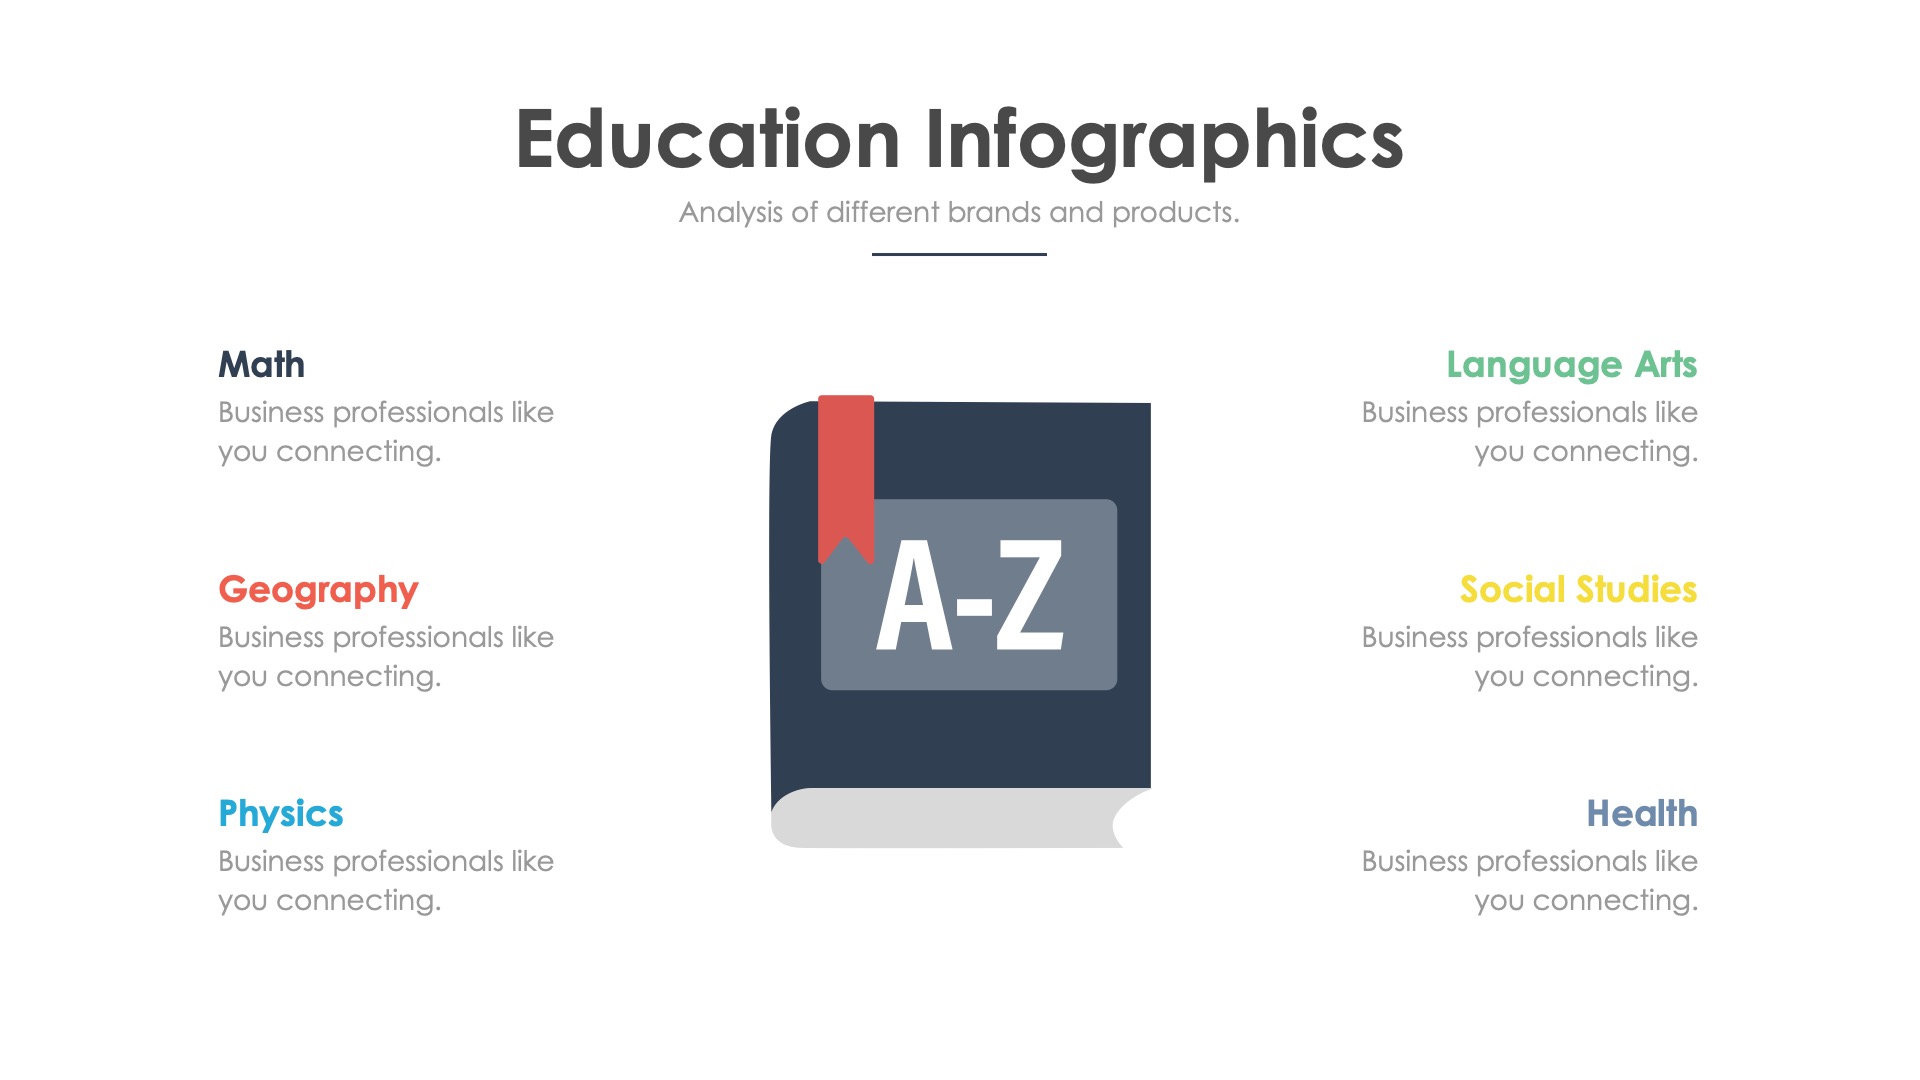 Education Infographics
Analysis of different brands and products.
Math
Business professionals like
you connecting.
Geography
Business professionals like
you connecting.
Physics
Business professionals like
you connecting.
A-Z
Language Arts
Business professionals like
you connecting.
Social Studies
Business professionals like
you connecting.
Health
Business professionals like
you connecting.